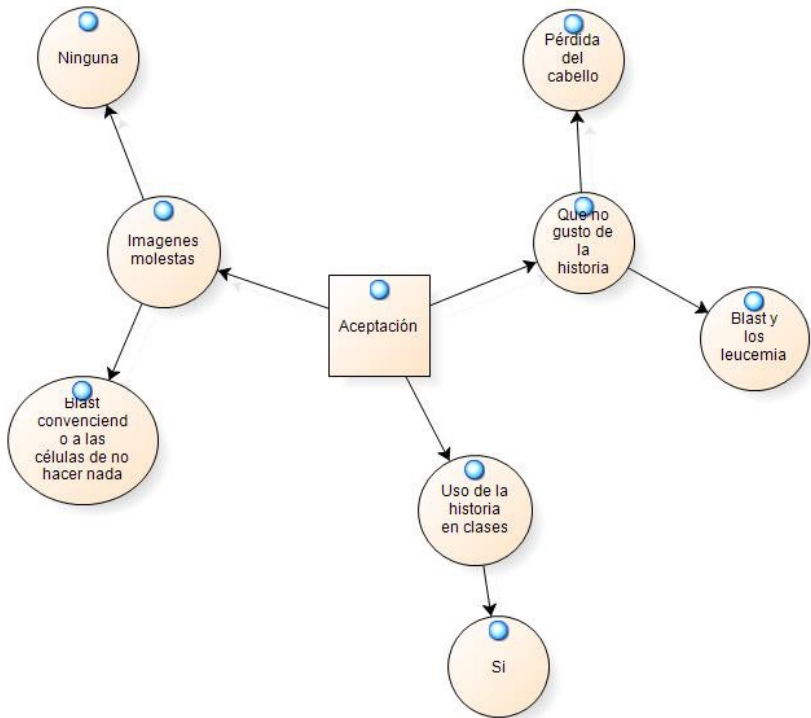 Ninguna
Pérdida
del
cabello
Imagenes
molestas
Que no
gusto de
la
historia
Aceptación
Blast y
los
leucemia
Blast
convenciend
o a las
células de no
hacer nada
Uso de la
historia
en clases
Si